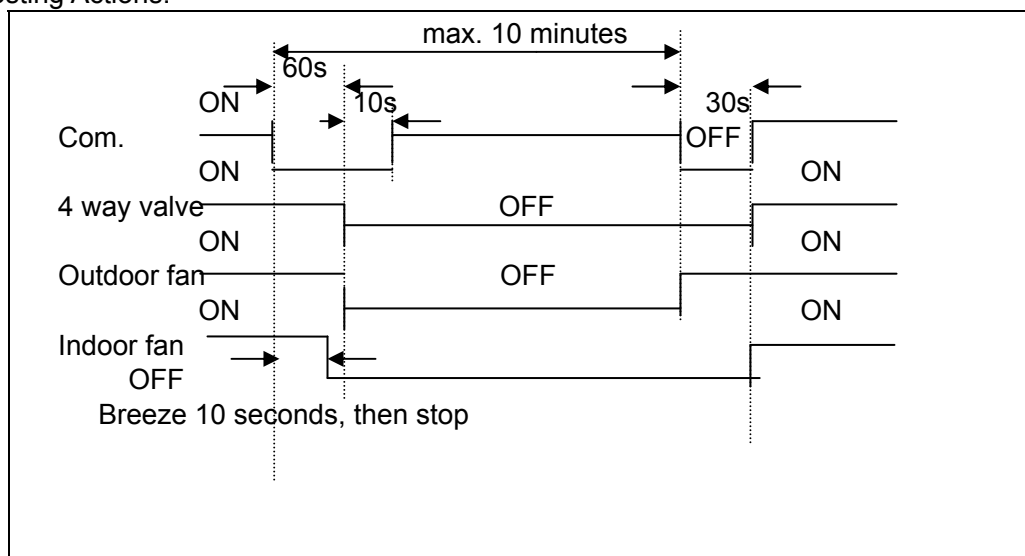 max. 10 minutes
60s
ON 10s 30s
Com. OFF
ON ON
4 way valve OFF
ON ON
Outdoor fan OFF
ON ON
Indoor fan
OFF
Breeze 10 seconds, then stop